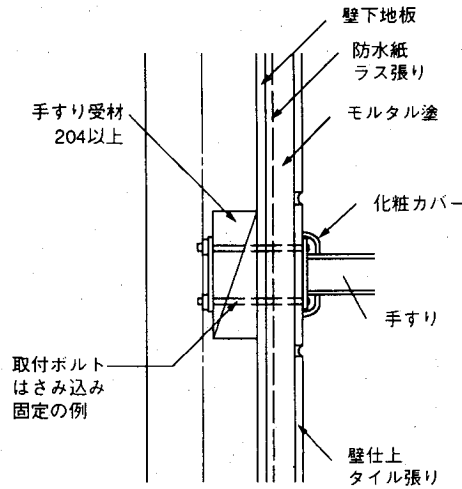 壁下地板
防水紙
ラス張り
手すり受材
204以上
モルタル塗
化粧カバー
手すり
取付ボルト
はさみ込み
固定の例
壁仕上
タイル張り